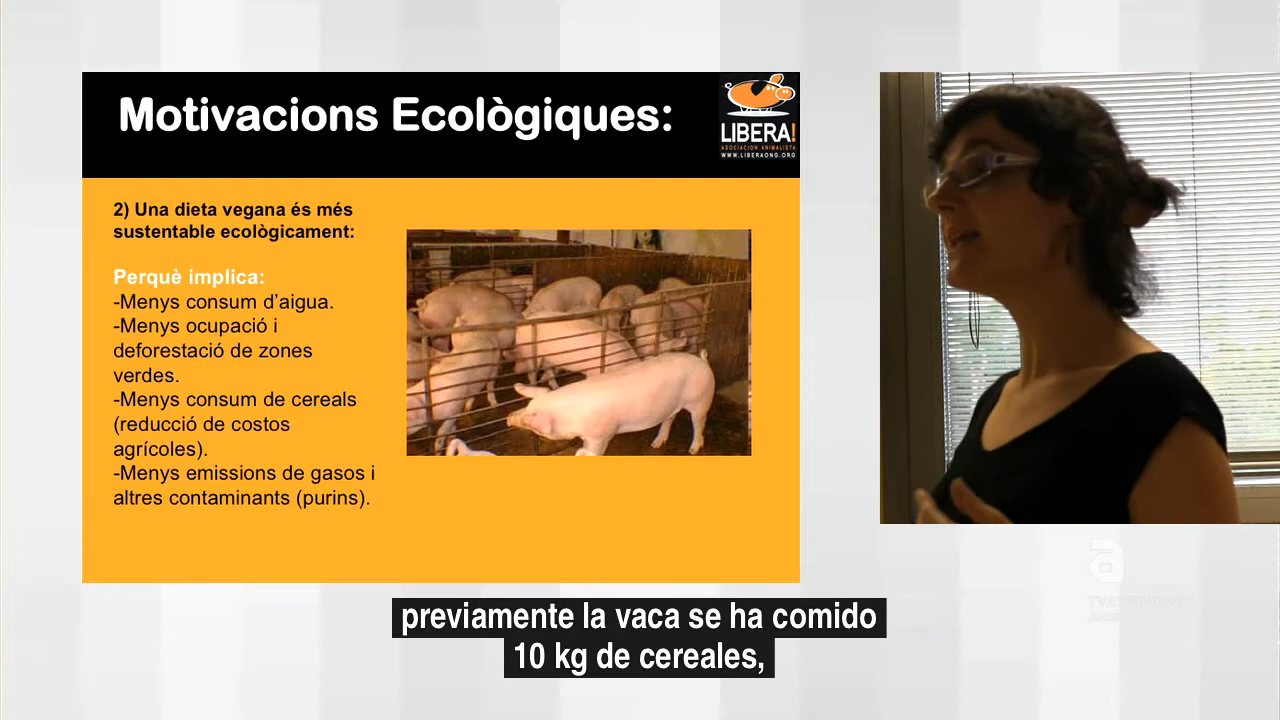 Motivacions Ecològiques:
LIBERA!
ASOCIACION ANIMALISTA
WWW.LIBERAONG.ORG
2) Una dieta vegana és més
sustentable ecològicament:
Perquè implica:
-Menys consum d’aigua.
-Menys ocupació i
deforestació de zones
verdes.
-Menys consum de cereals
(reducció de costos
agrícoles).
-Menys emissions de gasos i
altres contaminants (purins).
previamente la vaca se ha comido
10 kg de cereales,